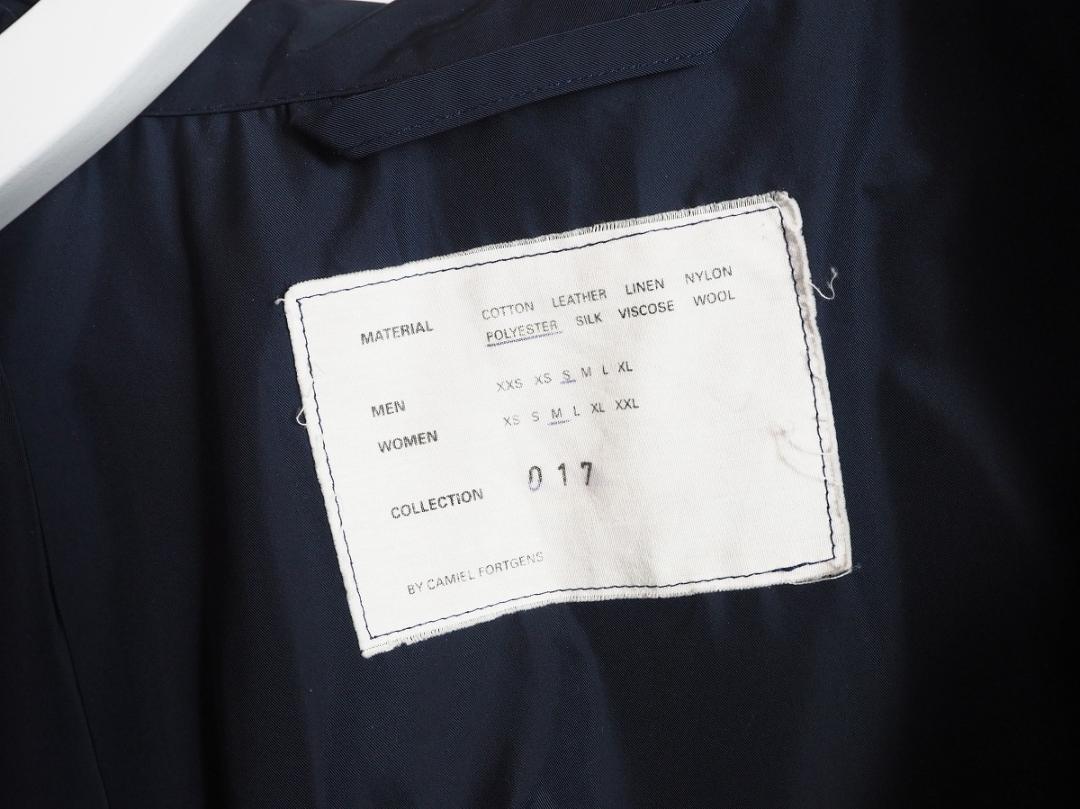 MATERIAL COTTON LEATHER LINEN NYLON
POLYESTER SILK VISCOSE WOOL
MEN XXS XS S M L XL
WOMEN XS S M L XL XXL
COLLECTION 017
BY CAMIEL FORTGENS